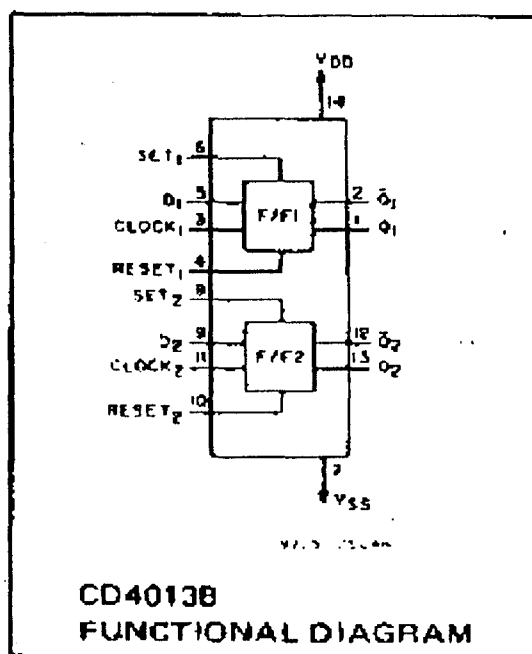 VDD
14
6
SET1
5
D1
2
Q̄1
F/F1
3
CLOCK1
1
Q1
4
RESET1
8
SET2
9
D2
12
Q̄2
F/F2
11
CLOCK2
13
Q2
10
RESET2
7
VSS
CD4013B
FUNCTIONAL DIAGRAM